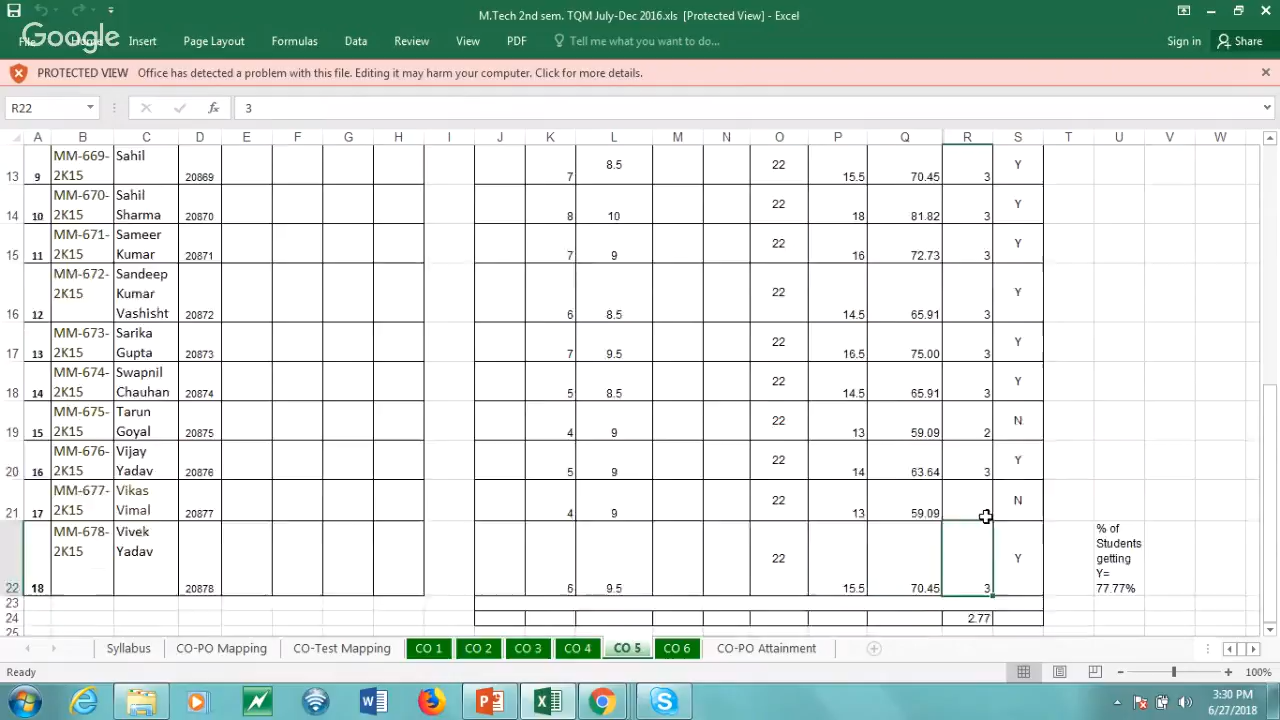 M.Tech 2nd sem. TQM July-Dec 2016.xls [Protected View] - Excel
Google
Insert Page Layout Formulas Data Review View PDF Tell me what you want to do... Sign in Share
PROTECTED VIEW Office has detected a problem with this file. Editing it may harm your computer. Click for more details.
R22 fx 3
A B C D E F G H I J K L M N O P Q R S T U V W
13 9 MM-669-2K15 Sahil 20869 7 8.5 22 15.5 70.45 3 Y
14 10 MM-670-2K15 Sahil Sharma 20870 8 10 22 18 81.82 3 Y
15 11 MM-671-2K15 Sameer Kumar 20871 7 9 22 16 72.73 3 Y
16 12 MM-672-2K15 Sandeep Kumar Vashisht 20872 6 8.5 22 14.5 65.91 3 Y
17 13 MM-673-2K15 Sarika Gupta 20873 7 9.5 22 16.5 75.00 3 Y
18 14 MM-674-2K15 Swapnil Chauhan 20874 5 8.5 22 14.5 65.91 3 Y
19 15 MM-675-2K15 Tarun Goyal 20875 4 9 22 13 59.09 2 N
20 16 MM-676-2K15 Vijay Yadav 20876 5 9 22 14 63.64 3 Y
21 17 MM-677-2K15 Vikas Vimal 20877 4 9 22 13 59.09 N
22 18 MM-678-2K15 Vivek Yadav 20878 6 9.5 22 15.5 70.45 3 Y % of Students getting Y= 77.77%
23
24 2.77
25
Syllabus CO-PO Mapping CO-Test Mapping CO 1 CO 2 CO 3 CO 4 CO 5 CO 6 CO-PO Attainment
Ready 100%
3:30 PM
6/27/2018